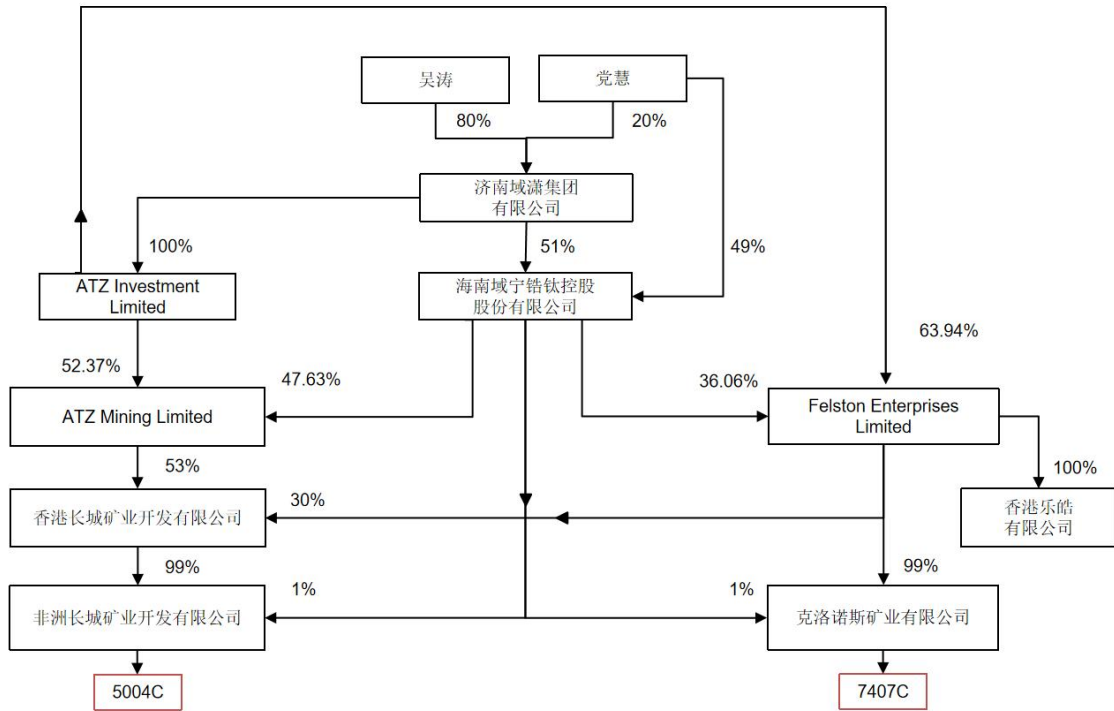 吴涛
党慧
80%
20%
济南域潇集团
有限公司
100%
51%
49%
ATZ Investment
Limited
海南域宁锆钛控股
股份有限公司
63.94%
52.37%
47.63%
36.06%
ATZ Mining Limited
Felston Enterprises
Limited
53%
100%
30%
香港长城矿业开发有限公司
香港乐皓
有限公司
99%
99%
1%
1%
非洲长城矿业开发有限公司
克洛诺斯矿业有限公司
5004C
7407C